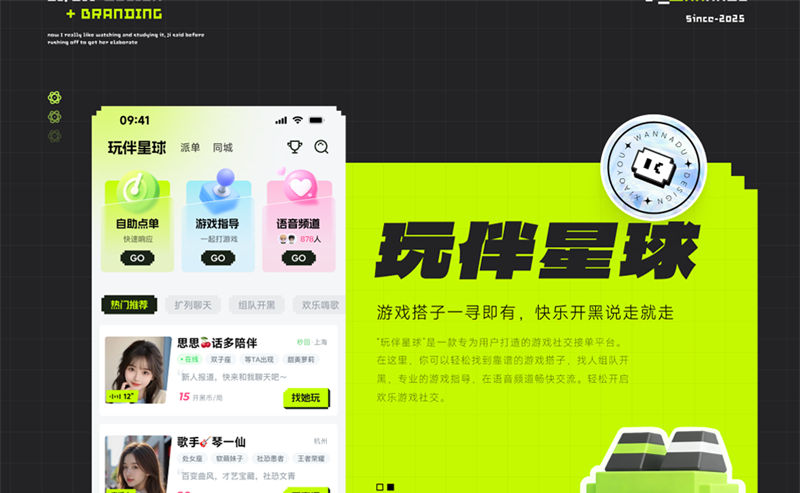 + BRANDING
now I really like watching and studying it, ji said before
rushing off to get her elaborate
Since-2025
09:41
玩伴星球 派单 同城
自助点单
快速响应
GO
游戏指导
一起打游戏
GO
语音频道
878人
GO
热门推荐 扩列聊天 组队开黑 欢乐嗨歌
思思🍒话多陪伴
秒回·上海
在线 双子座 等TA出现 甜美萝莉
新人报道，快来和我聊天吧～
12"
15 开黑币/局
找她玩
歌手🎸琴一仙
杭州
处女座 软萌妹子 社恐患者 王者荣耀
百变曲风，才艺宝藏，社恐文青
WANNADU DESIGN XIAOYOU
玩伴星球
游戏搭子一寻即有，快乐开黑说走就走
“玩伴星球”是一款专为用户打造的游戏社交接单平台。
在这里，你可以轻松找到靠谱的游戏搭子，找人组队开
黑，专业的游戏指导，在语音频道畅快交流。轻松开启
欢乐游戏社交。